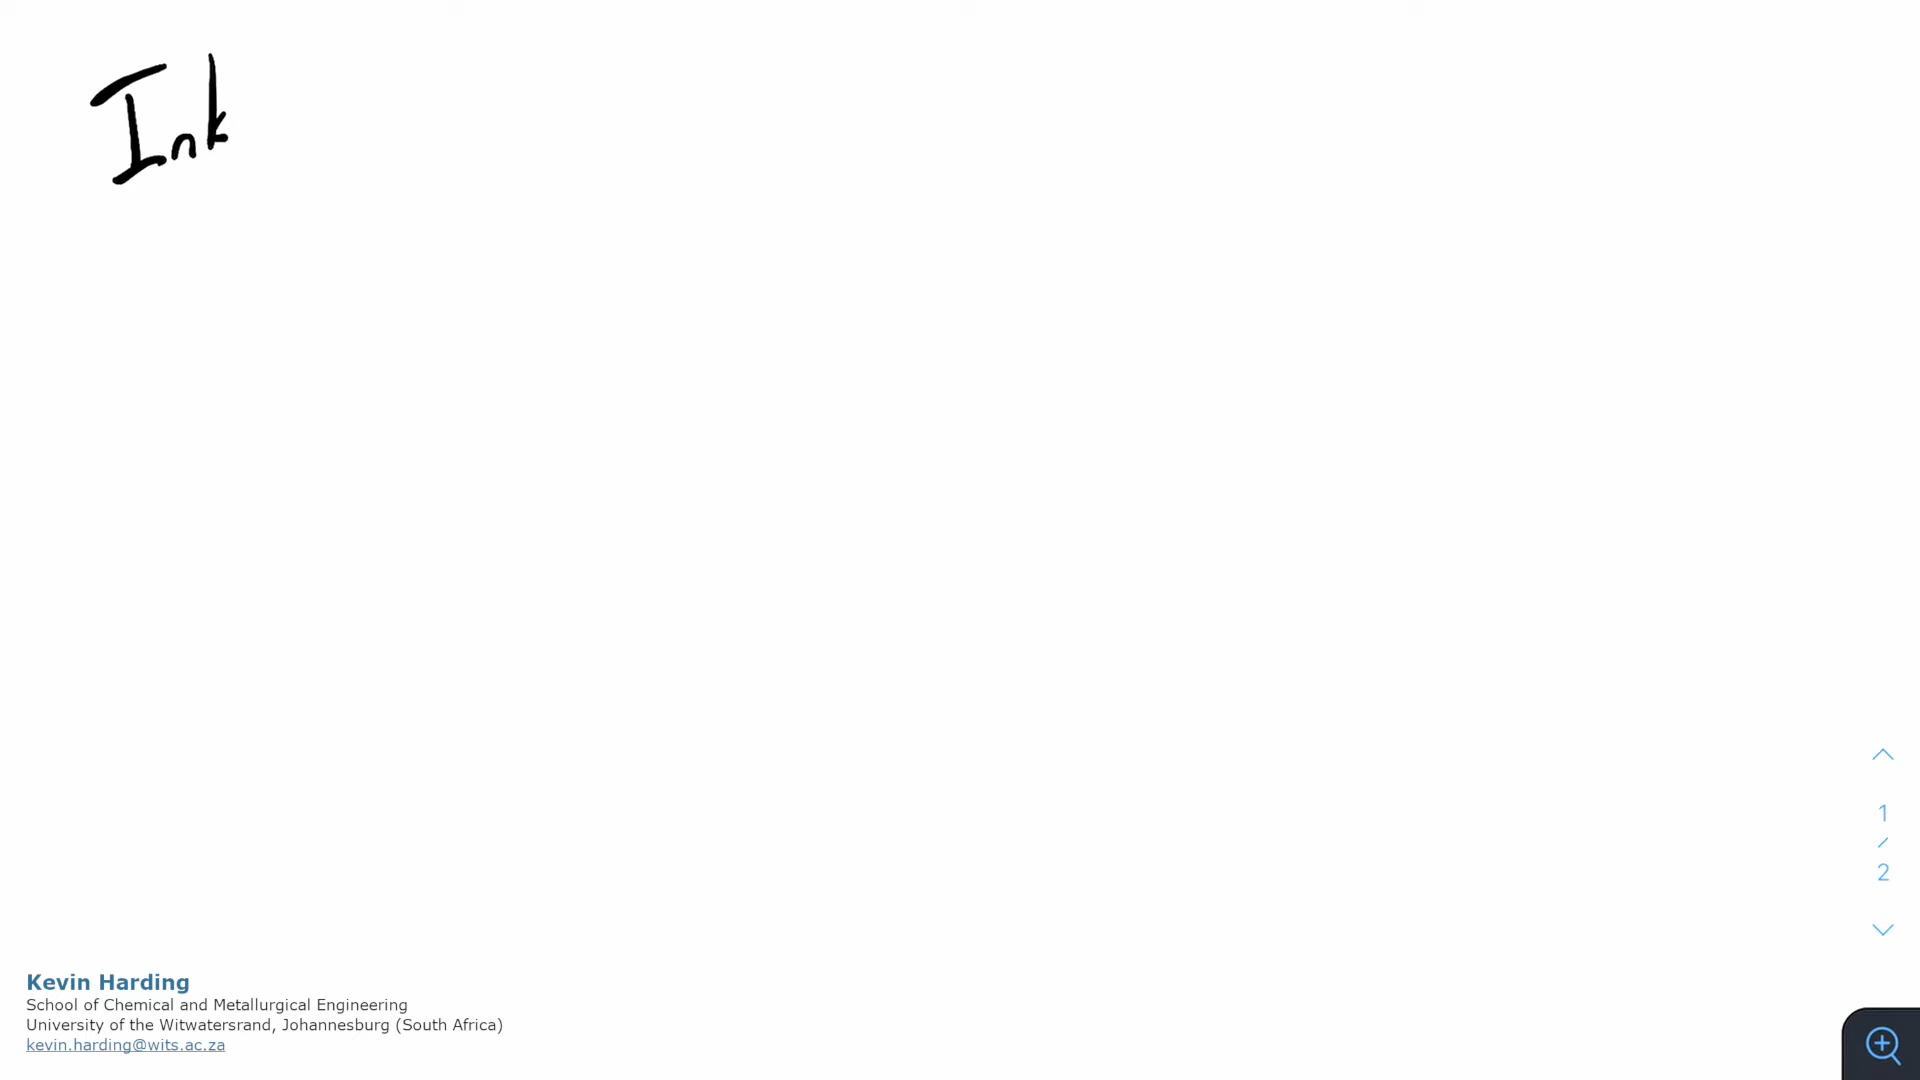 Ink
1
/
2
Kevin Harding
School of Chemical and Metallurgical Engineering
University of the Witwatersrand, Johannesburg (South Africa)
kevin.harding@wits.ac.za